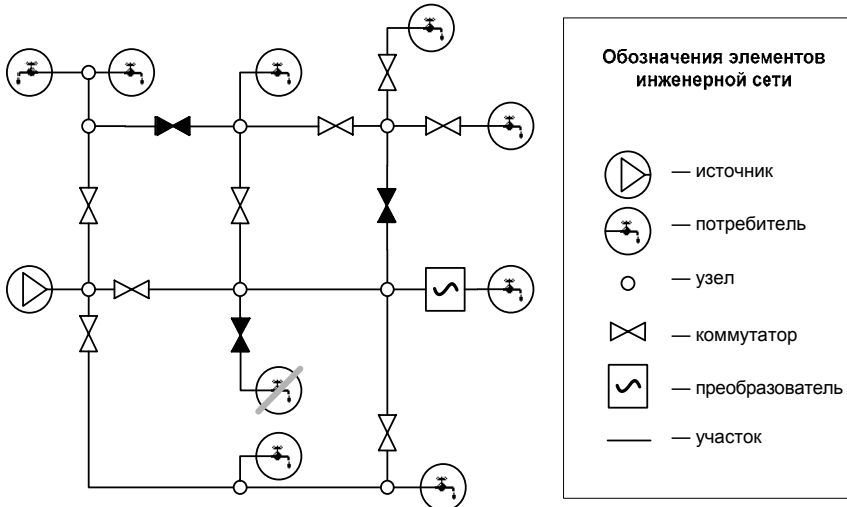 Обозначения элементов
инженерной сети
— источник
— потребитель
— узел
— коммутатор
— преобразователь
— участок